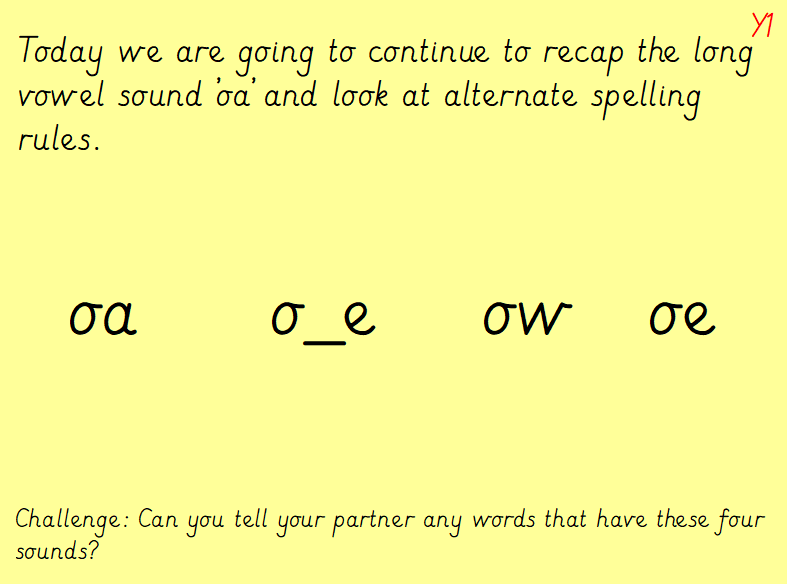 Y1
Today we are going to continue to recap the long
vowel sound 'oa' and look at alternate spelling
rules.
oa o_e ow oe
Challenge: Can you tell your partner any words that have these four
sounds?